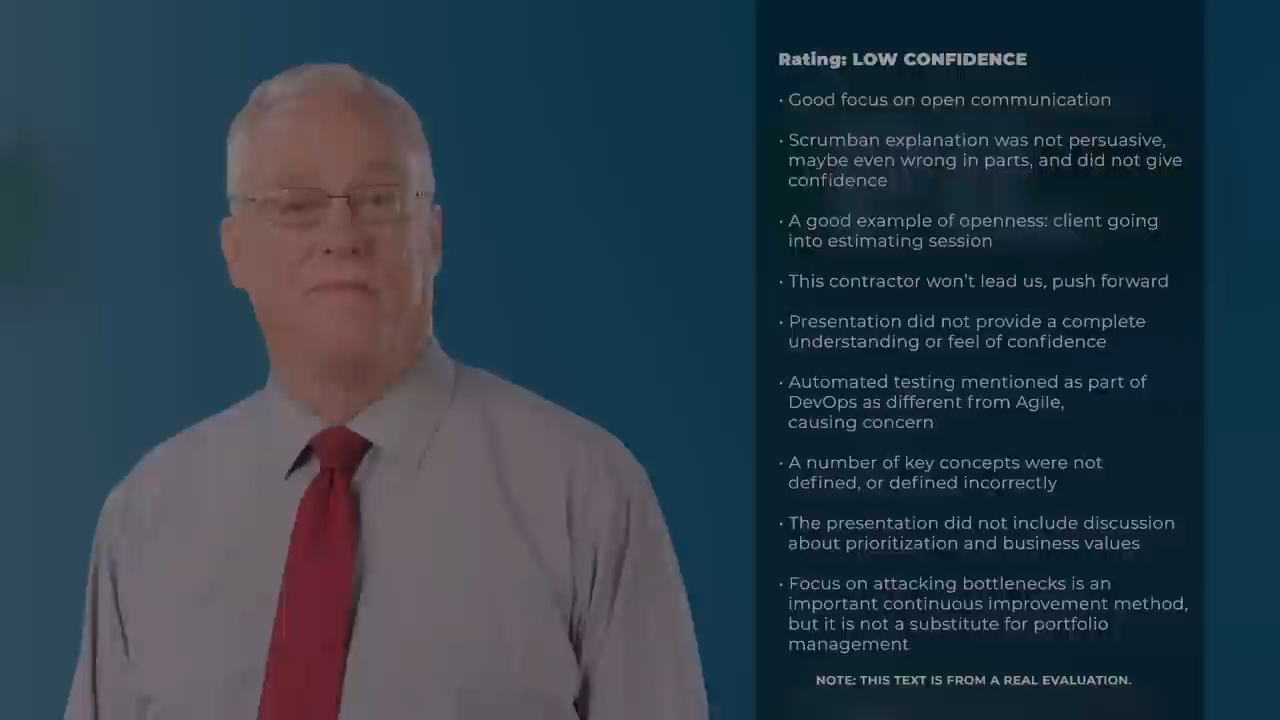 Rating: LOW CONFIDENCE
· Good focus on open communication
· Scrumban explanation was not persuasive,
maybe even wrong in parts, and did not give
confidence
· A good example of openness: client going
into estimating session
· This contractor won't lead us, push forward
· Presentation did not provide a complete
understanding or feel of confidence
· Automated testing mentioned as part of
DevOps as different from Agile,
causing concern
· A number of key concepts were not
defined, or defined incorrectly
· The presentation did not include discussion
about prioritization and business values
· Focus on attacking bottlenecks is an
important continuous improvement method,
but it is not a substitute for portfolio
management
NOTE: THIS TEXT IS FROM A REAL EVALUATION.